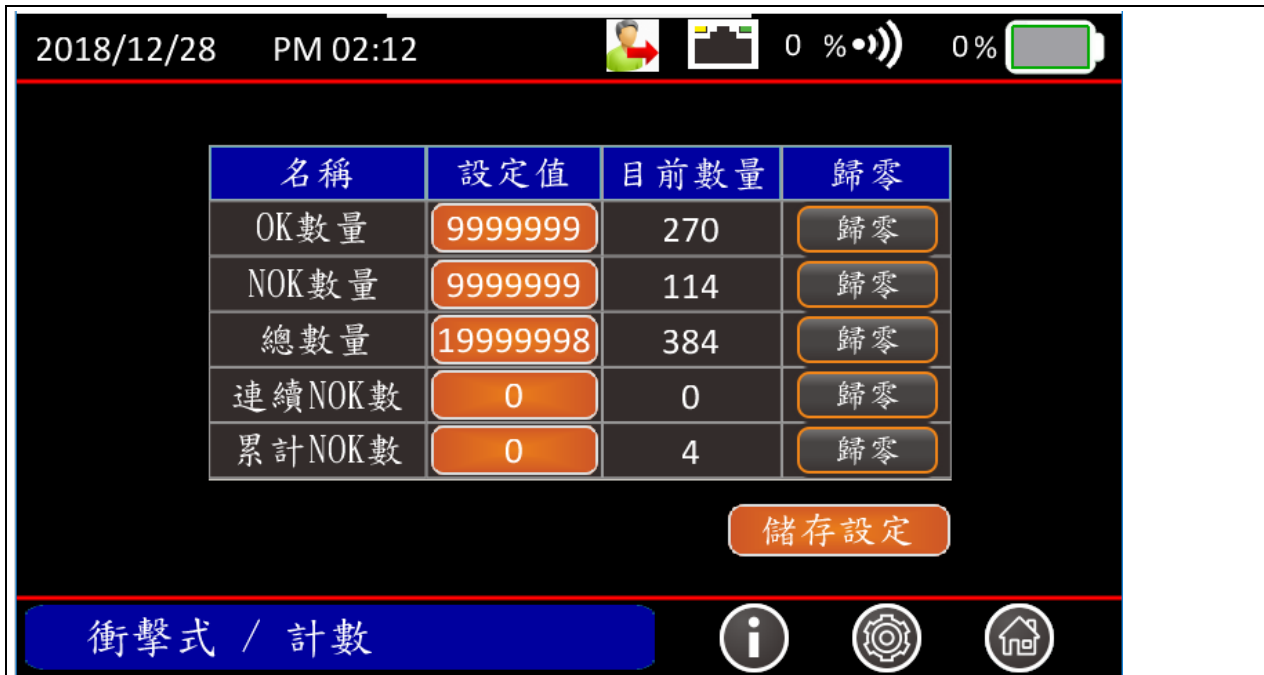 2018/12/28 PM 02:12 0 % 0%
名稱 設定值 目前數量 歸零
OK數量 9999999 270 歸零
NOK數量 9999999 114 歸零
總數量 19999998 384 歸零
連續NOK數 0 0 歸零
累計NOK數 0 4 歸零
儲存設定
衝擊式 / 計數